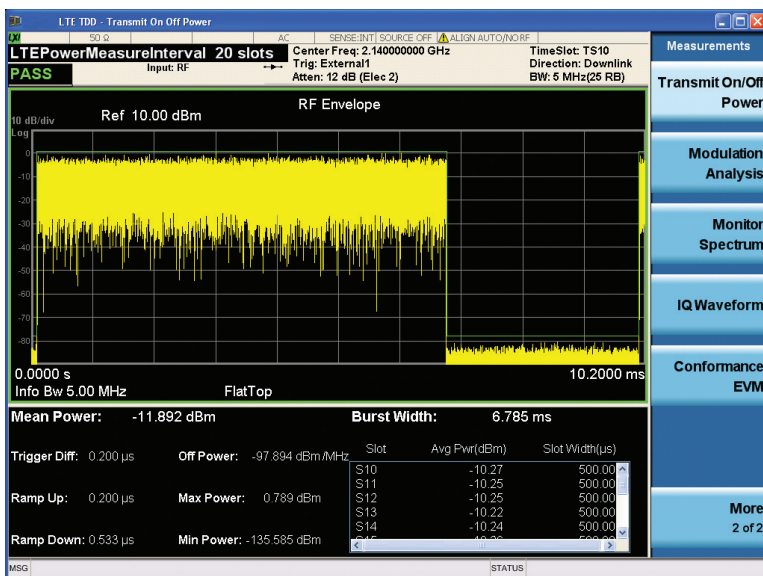 LTE TDD - Transmit On Off Power
LXI 50 Ω AC SENSE:INT SOURCE OFF ALIGN AUTO/NO RF
LTEPowerMeasureInterval 20 slots
PASS
Input: RF
Center Freq: 2.140000000 GHz
Trig: External1
Atten: 12 dB (Elec 2)
TimeSlot: TS10
Direction: Downlink
BW: 5 MHz(25 RB)
10 dB/div
Ref 10.00 dBm
RF Envelope
Log
0
-10
-20
-30
-40
-50
-60
-70
-80
0.0000 s
10.2000 ms
Info Bw 5.00 MHz
FlatTop
Mean Power: -11.892 dBm
Burst Width: 6.785 ms
Trigger Diff: 0.200 µs
Off Power: -97.894 dBm/MHz
Ramp Up: 0.200 µs
Max Power: 0.789 dBm
Ramp Down: 0.533 µs
Min Power: -135.585 dBm
Slot Avg Pwr(dBm) Slot Width(µs)
S10 -10.27 500.00
S11 -10.25 500.00
S12 -10.25 500.00
S13 -10.22 500.00
S14 -10.24 500.00
MSG
STATUS
Measurements
Transmit On/Off
Power
Modulation
Analysis
Monitor
Spectrum
IQ Waveform
Conformance
EVM
More
2 of 2